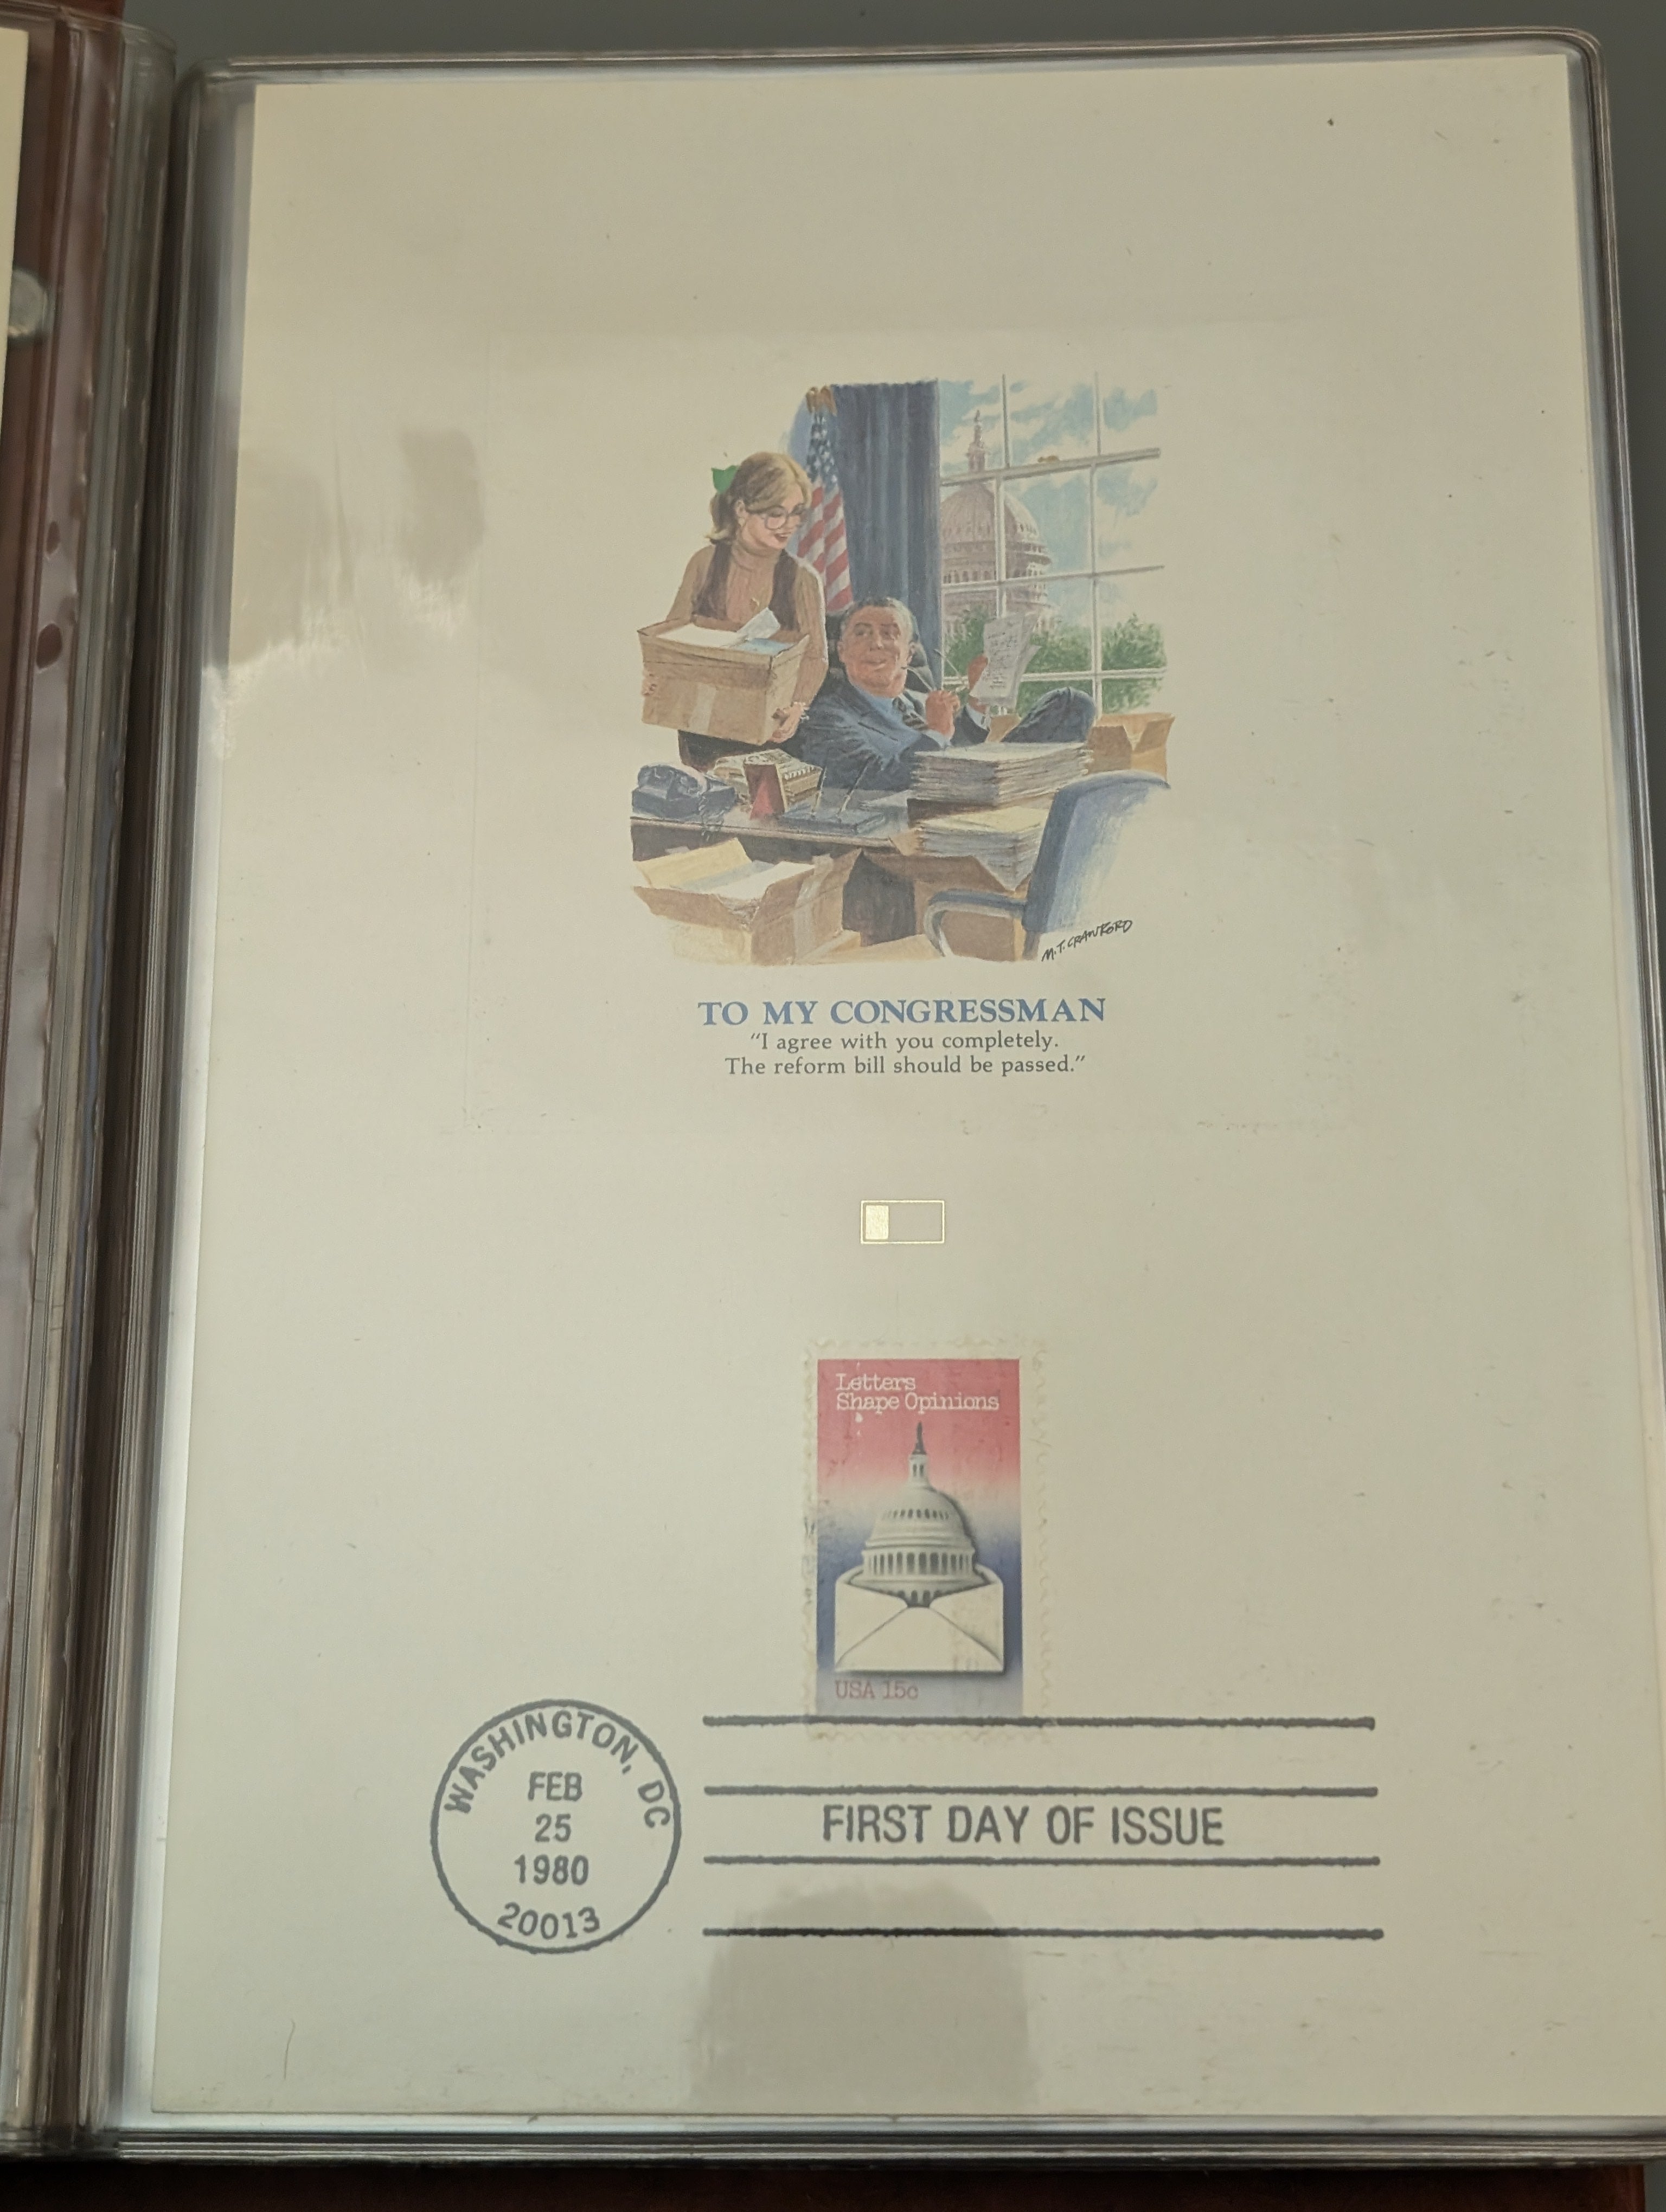 M.T. CRAWFORD
TO MY CONGRESSMAN
“I agree with you completely.
The reform bill should be passed.”
Letters
Shape Opinions
USA 15c
WASHINGTON, DC
FEB
25
1980
20013
FIRST DAY OF ISSUE